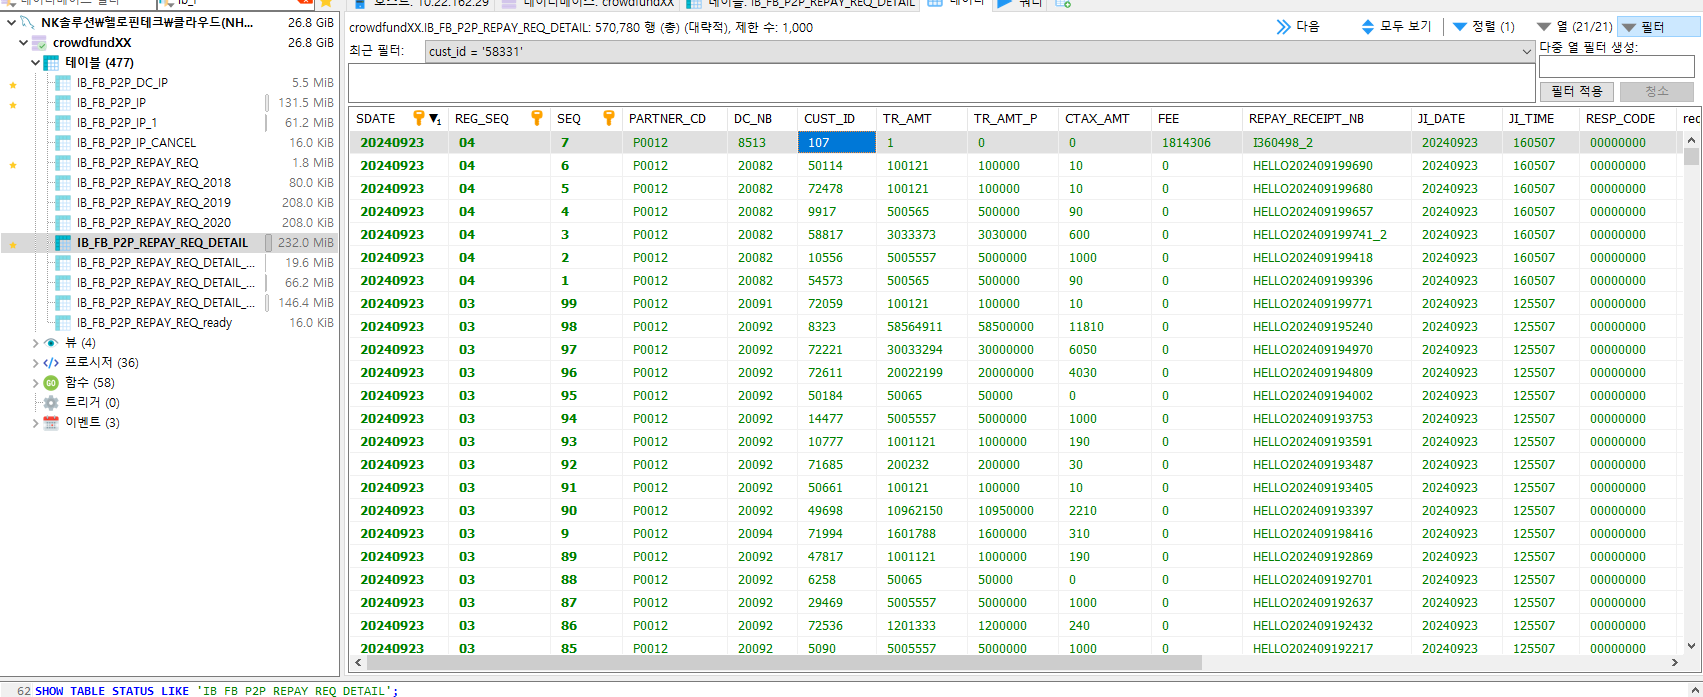 호스트: 10.22.162.29 데이터베이스: crowdfundXX 테이블: IB_FB_P2P_REPAY_REQ_DETAIL 데이터 쿼리
NK솔루션₩헬로핀테크₩클라우드(NH... 26.8 GiB
crowdfundXX 26.8 GiB
테이블 (477)
IB_FB_P2P_DC_IP 5.5 MiB
IB_FB_P2P_IP 131.5 MiB
IB_FB_P2P_IP_1 61.2 MiB
IB_FB_P2P_IP_CANCEL 16.0 KiB
IB_FB_P2P_REPAY_REQ 1.8 MiB
IB_FB_P2P_REPAY_REQ_2018 80.0 KiB
IB_FB_P2P_REPAY_REQ_2019 208.0 KiB
IB_FB_P2P_REPAY_REQ_2020 208.0 KiB
IB_FB_P2P_REPAY_REQ_DETAIL 232.0 MiB
IB_FB_P2P_REPAY_REQ_DETAIL_... 19.6 MiB
IB_FB_P2P_REPAY_REQ_DETAIL_... 66.2 MiB
IB_FB_P2P_REPAY_REQ_DETAIL_... 146.4 MiB
IB_FB_P2P_REPAY_REQ_ready 16.0 KiB
뷰 (4)
프로시저 (36)
함수 (58)
트리거 (0)
이벤트 (3)
crowdfundXX.IB_FB_P2P_REPAY_REQ_DETAIL: 570,780 행 (총) (대략적), 제한 수: 1,000 다음 모두 보기 정렬 (1) 열 (21/21) 필터
최근 필터: cust_id = '58331' 다중 열 필터 생성:
필터 적용 청소
SDATE 1 REG_SEQ SEQ PARTNER_CD DC_NB CUST_ID TR_AMT TR_AMT_P CTAX_AMT FEE REPAY_RECEIPT_NB JI_DATE JI_TIME RESP_CODE rec
20240923 04 7 P0012 8513 107 1 0 0 1814306 I360498_2 20240923 160507 00000000
20240923 04 6 P0012 20082 50114 100121 100000 10 0 HELLO202409199690 20240923 160507 00000000
20240923 04 5 P0012 20082 72478 100121 100000 10 0 HELLO202409199680 20240923 160507 00000000
20240923 04 4 P0012 20082 9917 500565 500000 90 0 HELLO202409199657 20240923 160507 00000000
20240923 04 3 P0012 20082 58817 3033373 3030000 600 0 HELLO202409199741_2 20240923 160507 00000000
20240923 04 2 P0012 20082 10556 5005557 5000000 1000 0 HELLO202409199418 20240923 160507 00000000
20240923 04 1 P0012 20082 54573 500565 500000 90 0 HELLO202409199396 20240923 160507 00000000
20240923 03 99 P0012 20091 72059 100121 100000 10 0 HELLO202409199771 20240923 125507 00000000
20240923 03 98 P0012 20092 8323 58564911 58500000 11810 0 HELLO202409195240 20240923 125507 00000000
20240923 03 97 P0012 20092 72221 30033294 30000000 6050 0 HELLO202409194970 20240923 125507 00000000
20240923 03 96 P0012 20092 72611 20022199 20000000 4030 0 HELLO202409194809 20240923 125507 00000000
20240923 03 95 P0012 20092 50184 50065 50000 0 0 HELLO202409194002 20240923 125507 00000000
20240923 03 94 P0012 20092 14477 5005557 5000000 1000 0 HELLO202409193753 20240923 125507 00000000
20240923 03 93 P0012 20092 10777 1001121 1000000 190 0 HELLO202409193591 20240923 125507 00000000
20240923 03 92 P0012 20092 71685 200232 200000 30 0 HELLO202409193487 20240923 125507 00000000
20240923 03 91 P0012 20092 50661 100121 100000 10 0 HELLO202409193405 20240923 125507 00000000
20240923 03 90 P0012 20092 49698 10962150 10950000 2210 0 HELLO202409193397 20240923 125507 00000000
20240923 03 9 P0012 20094 71994 1601788 1600000 310 0 HELLO202409198416 20240923 125507 00000000
20240923 03 89 P0012 20092 47817 1001121 1000000 190 0 HELLO202409192869 20240923 125507 00000000
20240923 03 88 P0012 20092 6258 50065 50000 0 0 HELLO202409192701 20240923 125507 00000000
20240923 03 87 P0012 20092 29469 5005557 5000000 1000 0 HELLO202409192637 20240923 125507 00000000
20240923 03 86 P0012 20092 72536 1201333 1200000 240 0 HELLO202409192432 20240923 125507 00000000
20240923 03 85 P0012 20092 5090 5005557 5000000 1000 0 HELLO202409192217 20240923 125507 00000000
62 SHOW TABLE STATUS LIKE 'IB_FB_P2P_REPAY_REQ_DETAIL';